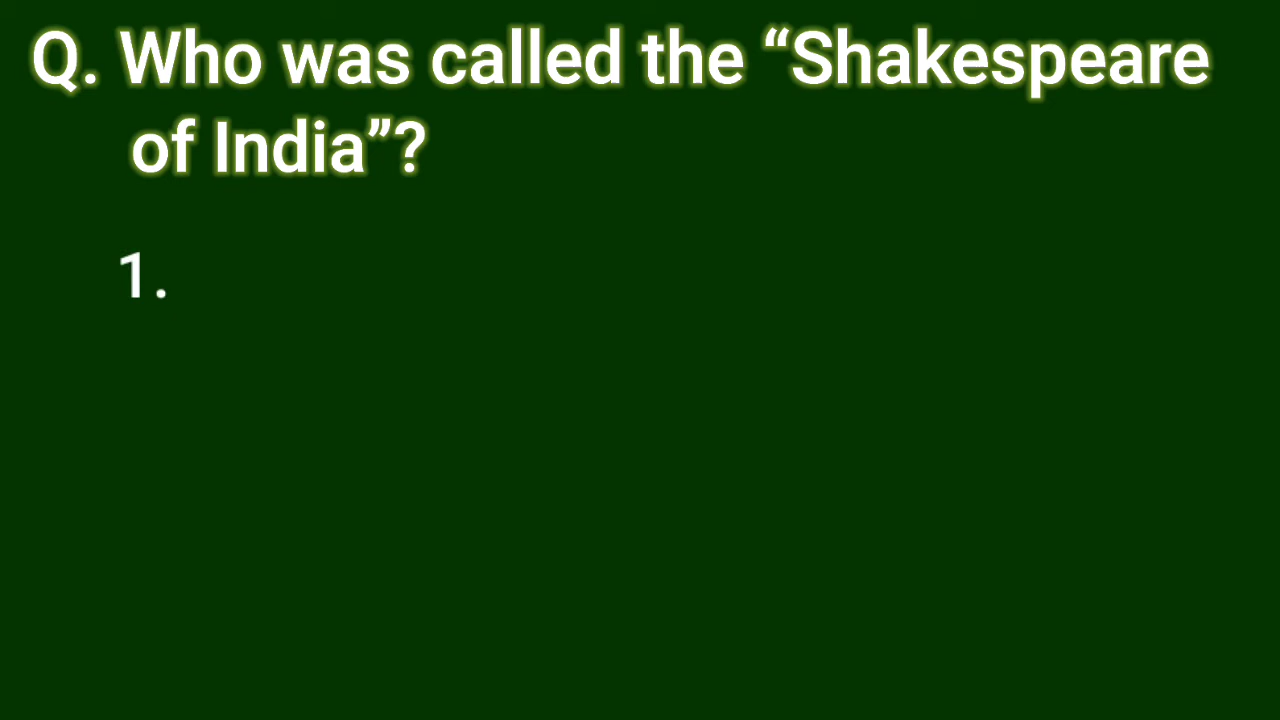 Q. Who was called the “Shakespeare
of India”?
1.